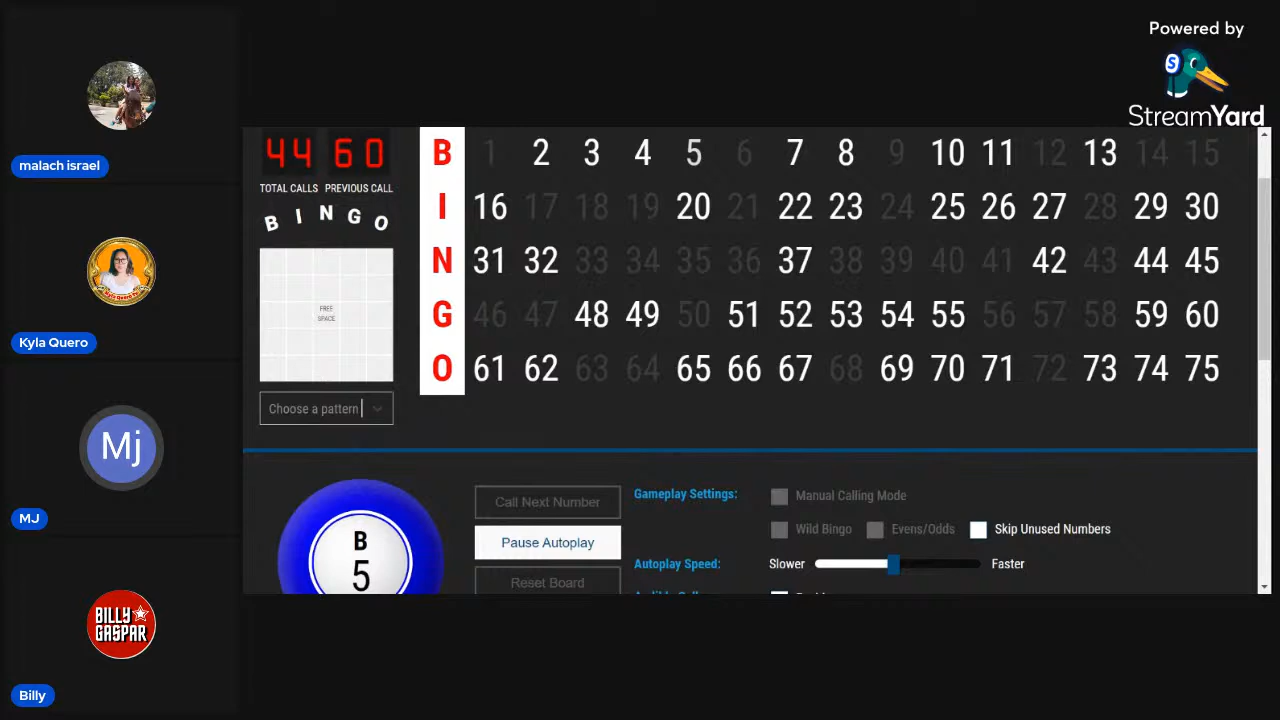 Powered by
StreamYard
malach israel
Kyla Quero
Mj
MJ
BILLY
GASPAR
Billy
44 60
TOTAL CALLS PREVIOUS CALL
B I N G O
FREE
SPACE
Choose a pattern
B 1 2 3 4 5 6 7 8 9 10 11 12 13 14 15
I 16 17 18 19 20 21 22 23 24 25 26 27 28 29 30
N 31 32 33 34 35 36 37 38 39 40 41 42 43 44 45
G 46 47 48 49 50 51 52 53 54 55 56 57 58 59 60
O 61 62 63 64 65 66 67 68 69 70 71 72 73 74 75
B
5
Call Next Number
Pause Autoplay
Reset Board
Gameplay Settings:
Manual Calling Mode
Wild Bingo Evens/Odds Skip Unused Numbers
Autoplay Speed:
Slower Faster